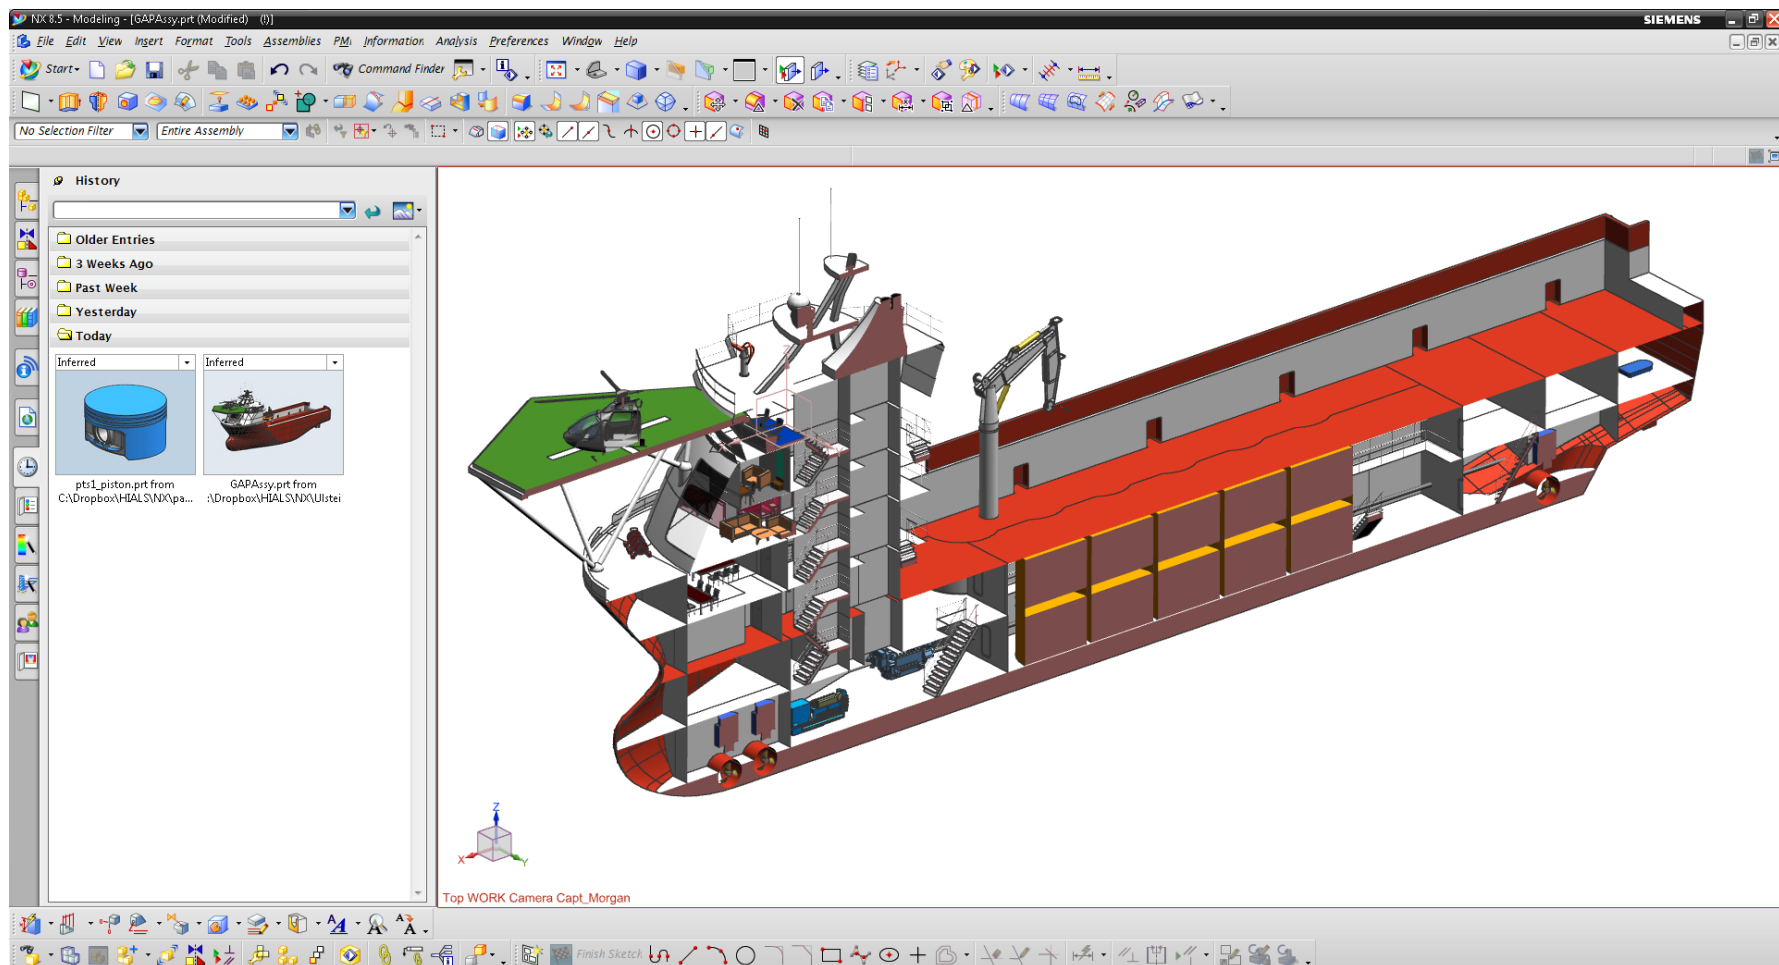 NX 8.5 - Modeling - [GAPAssy.prt (Modified) (!)]
SIEMENS
File Edit View Insert Format Tools Assemblies PMI Information Analysis Preferences Window Help
Start
Command Finder
No Selection Filter
Entire Assembly
History
Older Entries
3 Weeks Ago
Past Week
Yesterday
Today
Inferred
Inferred
pts1_piston.prt from
C:\Dropbox\HIALS\NX\pa...
GAPAssy.prt from
:\Dropbox\HIALS\NX\Ulstei
Z
X
Y
Top WORK Camera Capt_Morgan
Finish Sketch